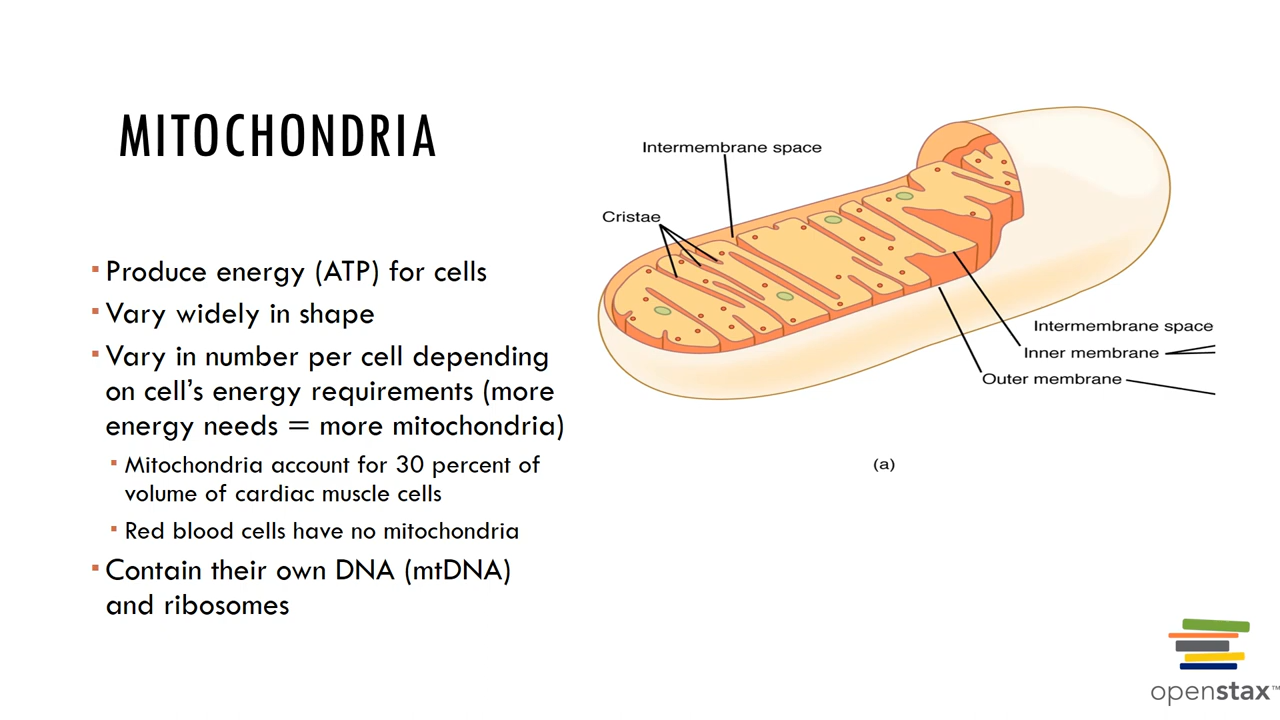 MITOCHONDRIA
▪ Produce energy (ATP) for cells
▪ Vary widely in shape
▪ Vary in number per cell depending
on cell’s energy requirements (more
energy needs = more mitochondria)
▪ Mitochondria account for 30 percent of
volume of cardiac muscle cells
▪ Red blood cells have no mitochondria
▪ Contain their own DNA (mtDNA)
and ribosomes
Intermembrane space
Cristae
Intermembrane space
Inner membrane
Outer membrane
(a)
openstax™